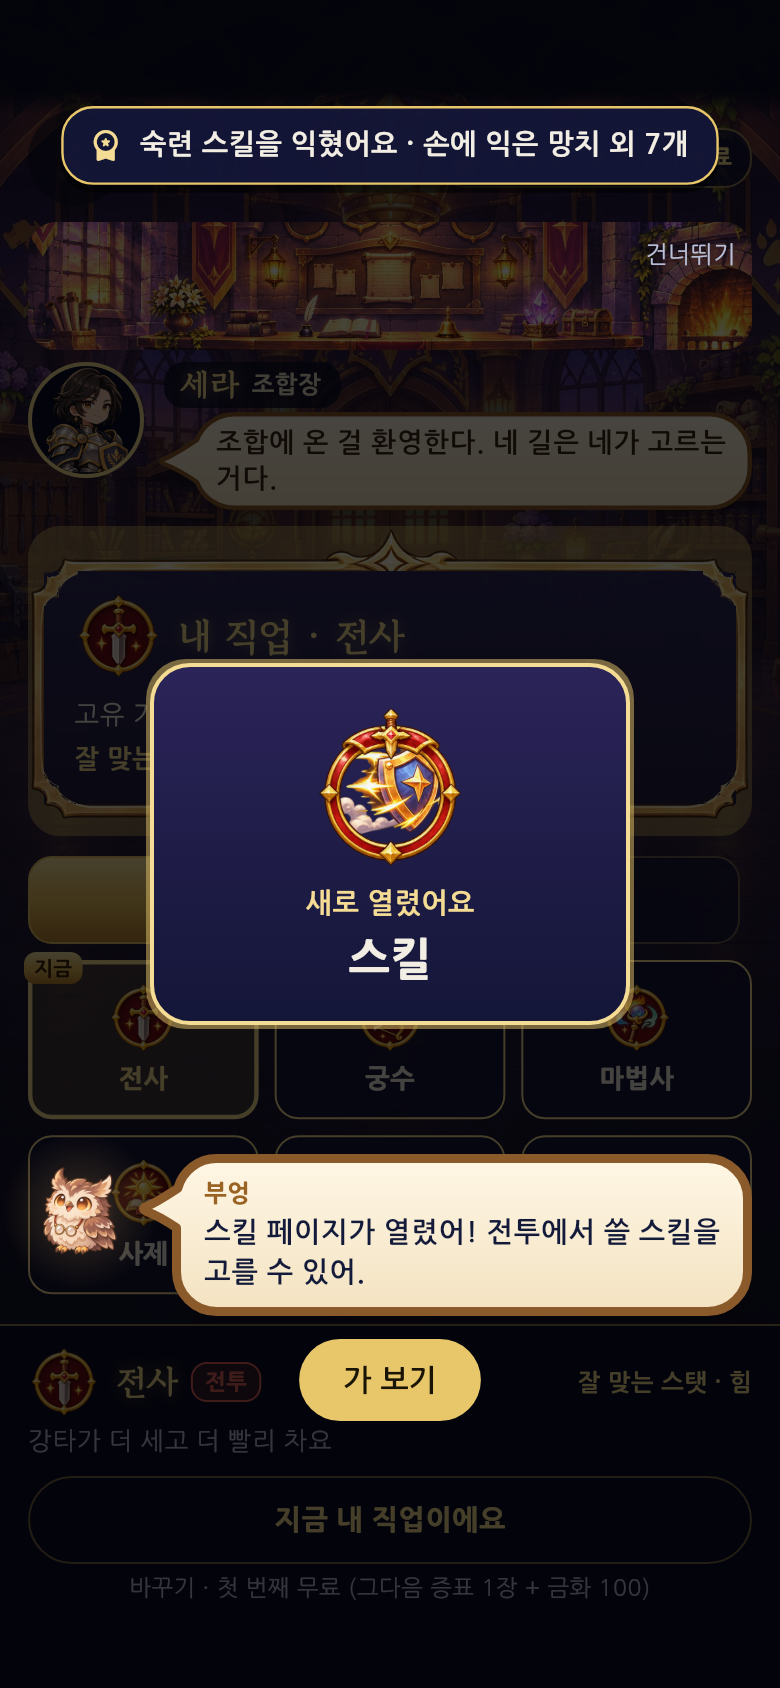 숙련 스킬을 익혔어요 · 손에 익은 망치 외 7개
료
건너뛰기
세라 조합장
조합에 온 걸 환영한다. 네 길은 네가 고르는
거다.
내 직업 · 전사
고유
잘 맞는
새로 열렸어요
스킬
지금
전사
궁수
마법사
사제
부엉
스킬 페이지가 열렸어! 전투에서 쓸 스킬을
고를 수 있어.
가 보기
전사 전투
잘 맞는 스탯 · 힘
강타가 더 세고 더 빨리 차요
지금 내 직업이에요
바꾸기 · 첫 번째 무료 (그다음 증표 1장 + 금화 100)